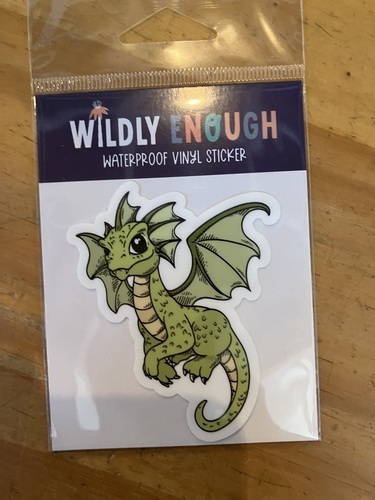 WILDLY ENOUGH
WATERPROOF VINYL STICKER